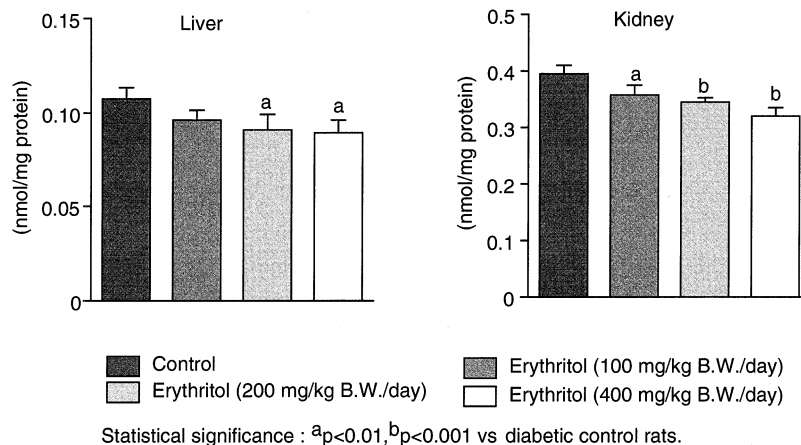 Liver
(nmol/mg protein)
0.15
0.10
0.05
0
a
a
Kidney
(nmol/mg protein)
0.5
0.4
0.3
0.2
0.1
0
a
b
b
Control
Erythritol (100 mg/kg B.W./day)
Erythritol (200 mg/kg B.W./day)
Erythritol (400 mg/kg B.W./day)
Statistical significance : ap<0.01,bp<0.001 vs diabetic control rats.